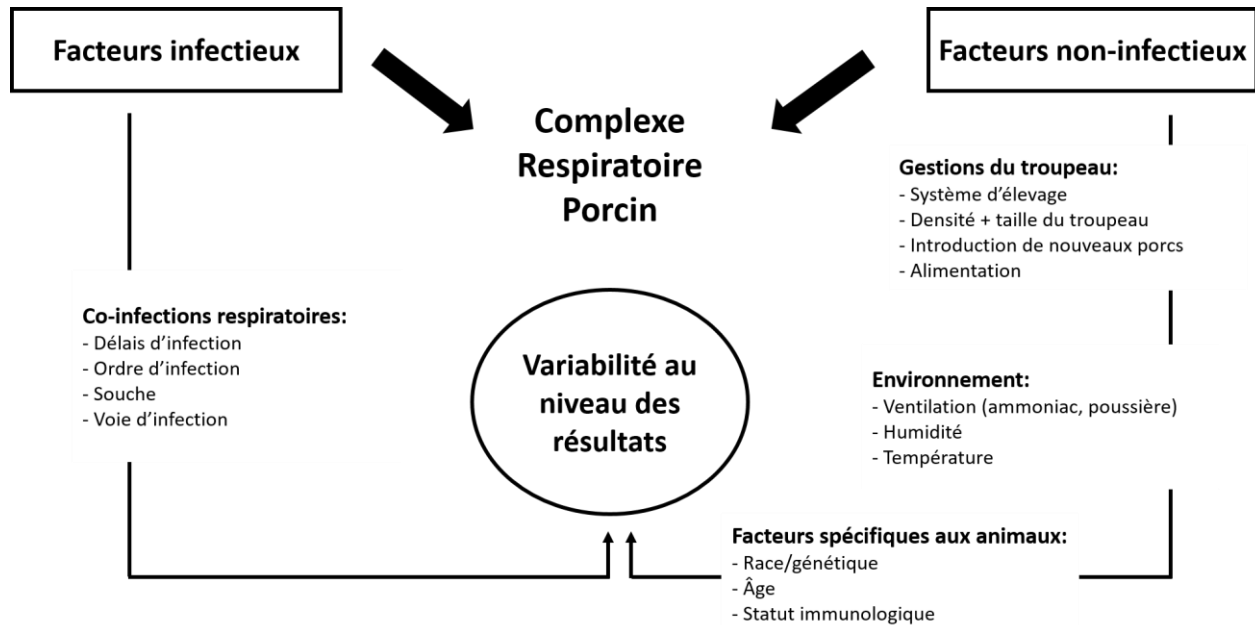 Facteurs infectieux
Facteurs non-infectieux
Complexe
Respiratoire
Porcin
Gestions du troupeau:
- Système d’élevage
- Densité + taille du troupeau
- Introduction de nouveaux porcs
- Alimentation
Co-infections respiratoires:
- Délais d’infection
- Ordre d’infection
- Souche
- Voie d’infection
Variabilité au
niveau des
résultats
Environnement:
- Ventilation (ammoniac, poussière)
- Humidité
- Température
Facteurs spécifiques aux animaux:
- Race/génétique
- Âge
- Statut immunologique